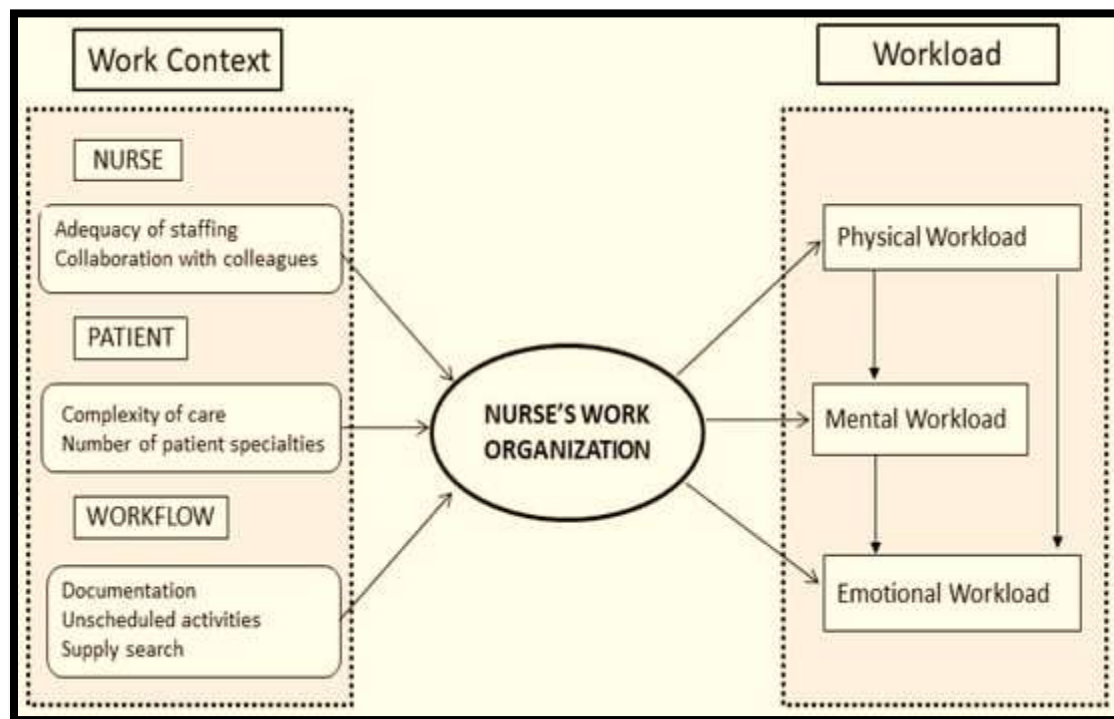 Work Context
NURSE
Adequacy of staffing
Collaboration with colleagues
PATIENT
Complexity of care
Number of patient specialties
WORKFLOW
Documentation
Unscheduled activities
Supply search
NURSE'S WORK
ORGANIZATION
Workload
Physical Workload
Mental Workload
Emotional Workload